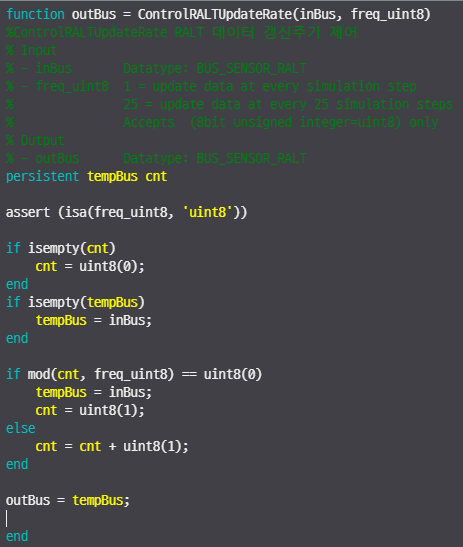 function outBus = ControlRALTUpdateRate(inBus, freq_uint8)
%ControlRALTUpdateRate RALT 데이터 갱신주기 제어
% Input
% - inBus Datatype: BUS_SENSOR_RALT
% - freq_uint8 1 = update data at every simulation step
% 25 = update data at every 25 simulation steps
% Accepts (8bit unsigned integer=uint8) only
% Output
% - outBus Datatype: BUS_SENSOR_RALT
persistent tempBus cnt
assert (isa(freq_uint8, 'uint8'))
if isempty(cnt)
cnt = uint8(0);
end
if isempty(tempBus)
tempBus = inBus;
end
if mod(cnt, freq_uint8) == uint8(0)
tempBus = inBus;
cnt = uint8(1);
else
cnt = cnt + uint8(1);
end
outBus = tempBus;
end